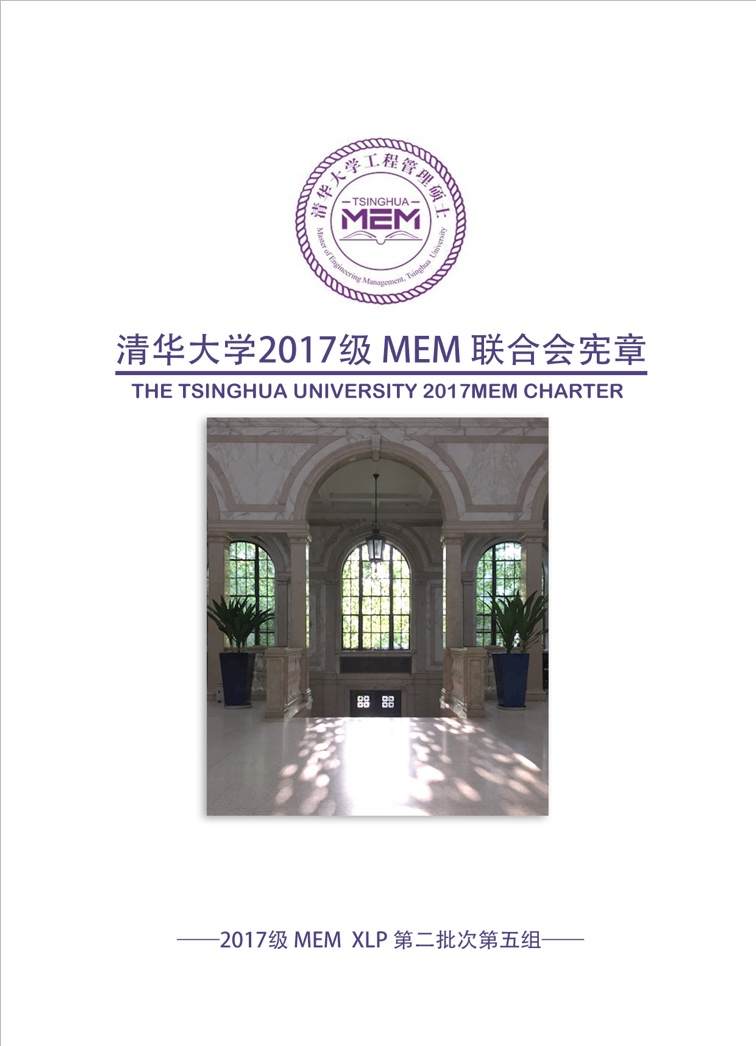 清华大学工程管理硕士
TSINGHUA
MEM
Master of Engineering Management, Tsinghua University
清华大学2017级 MEM 联合会宪章
THE TSINGHUA UNIVERSITY 2017MEM CHARTER
——2017级 MEM XLP 第二批次第五组——